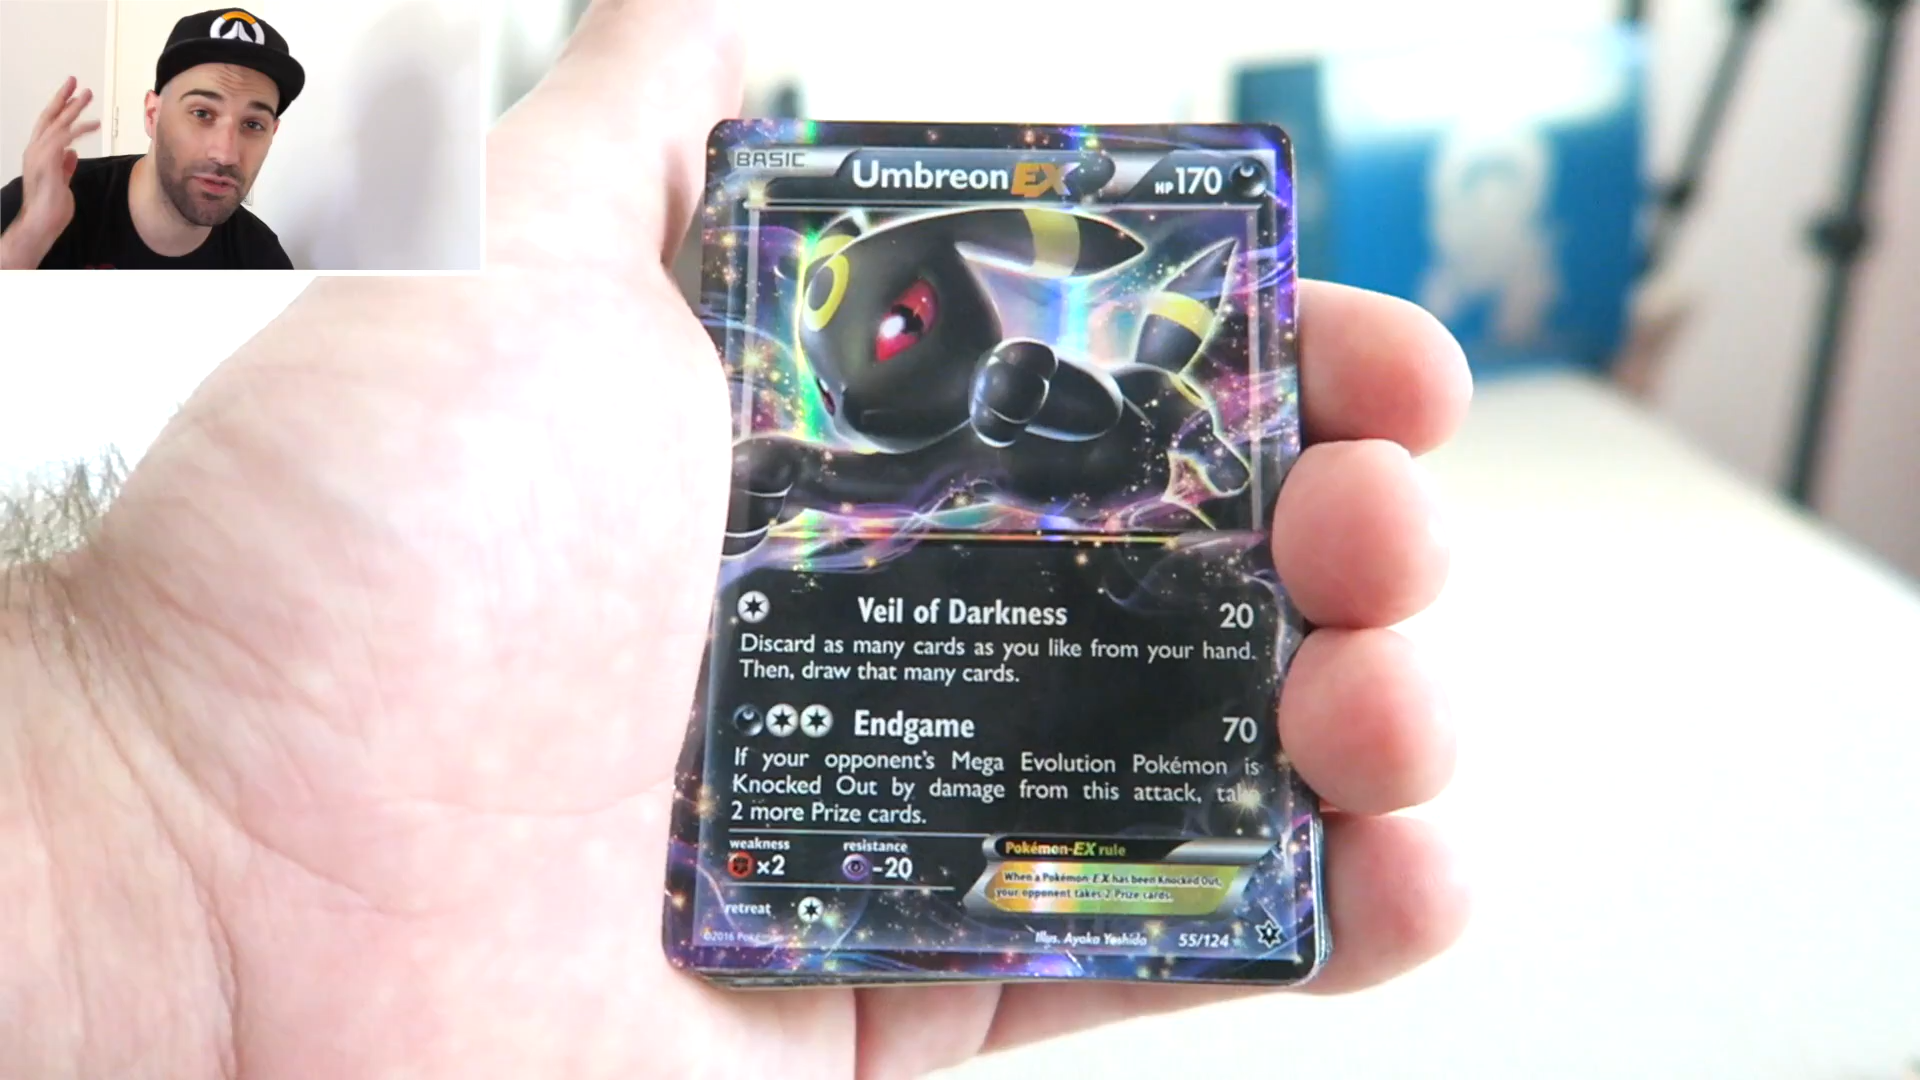 BASIC
Umbreon EX
HP170
Veil of Darkness 20
Discard as many cards as you like from your hand.
Then, draw that many cards.
Endgame 70
If your opponent's Mega Evolution Pokémon is
Knocked Out by damage from this attack, take
2 more Prize cards.
weakness resistance
×2 -20
Pokémon-EX rule
When a Pokémon-EX has been Knocked Out,
your opponent takes 2 Prize cards.
retreat
©2016 Pokémon
Illus. Ayaka Yoshida 55/124